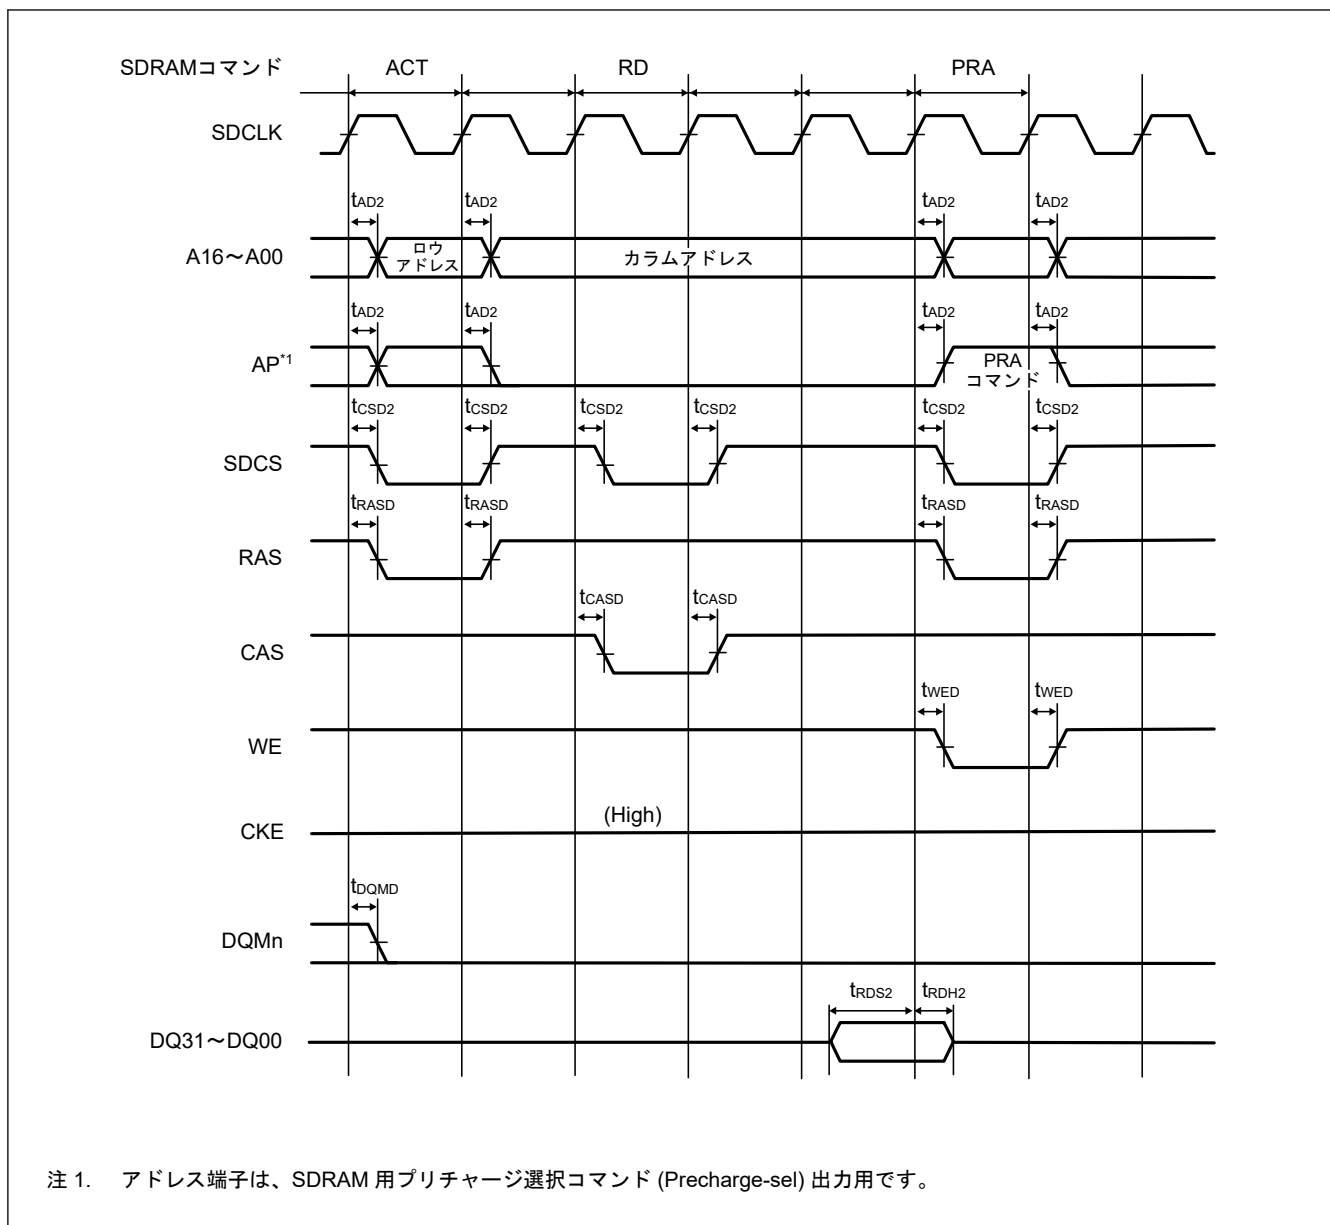 SDRAMコマンド ACT RD PRA
SDCLK
tAD2 tAD2 tAD2 tAD2
A16～A00 ロウ アドレス カラムアドレス
tAD2 tAD2 tAD2 tAD2
AP*1 PRA コマンド
tCSD2 tCSD2 tCSD2 tCSD2 tCSD2 tCSD2
SDCS
tRASD tRASD tRASD tRASD
RAS
tCASD tCASD
CAS
tWED tWED
WE
(High)
CKE
tDQMD
DQMn
tRDS2 tRDH2
DQ31～DQ00
注 1. アドレス端子は、SDRAM 用プリチャージ選択コマンド (Precharge-sel) 出力用です。